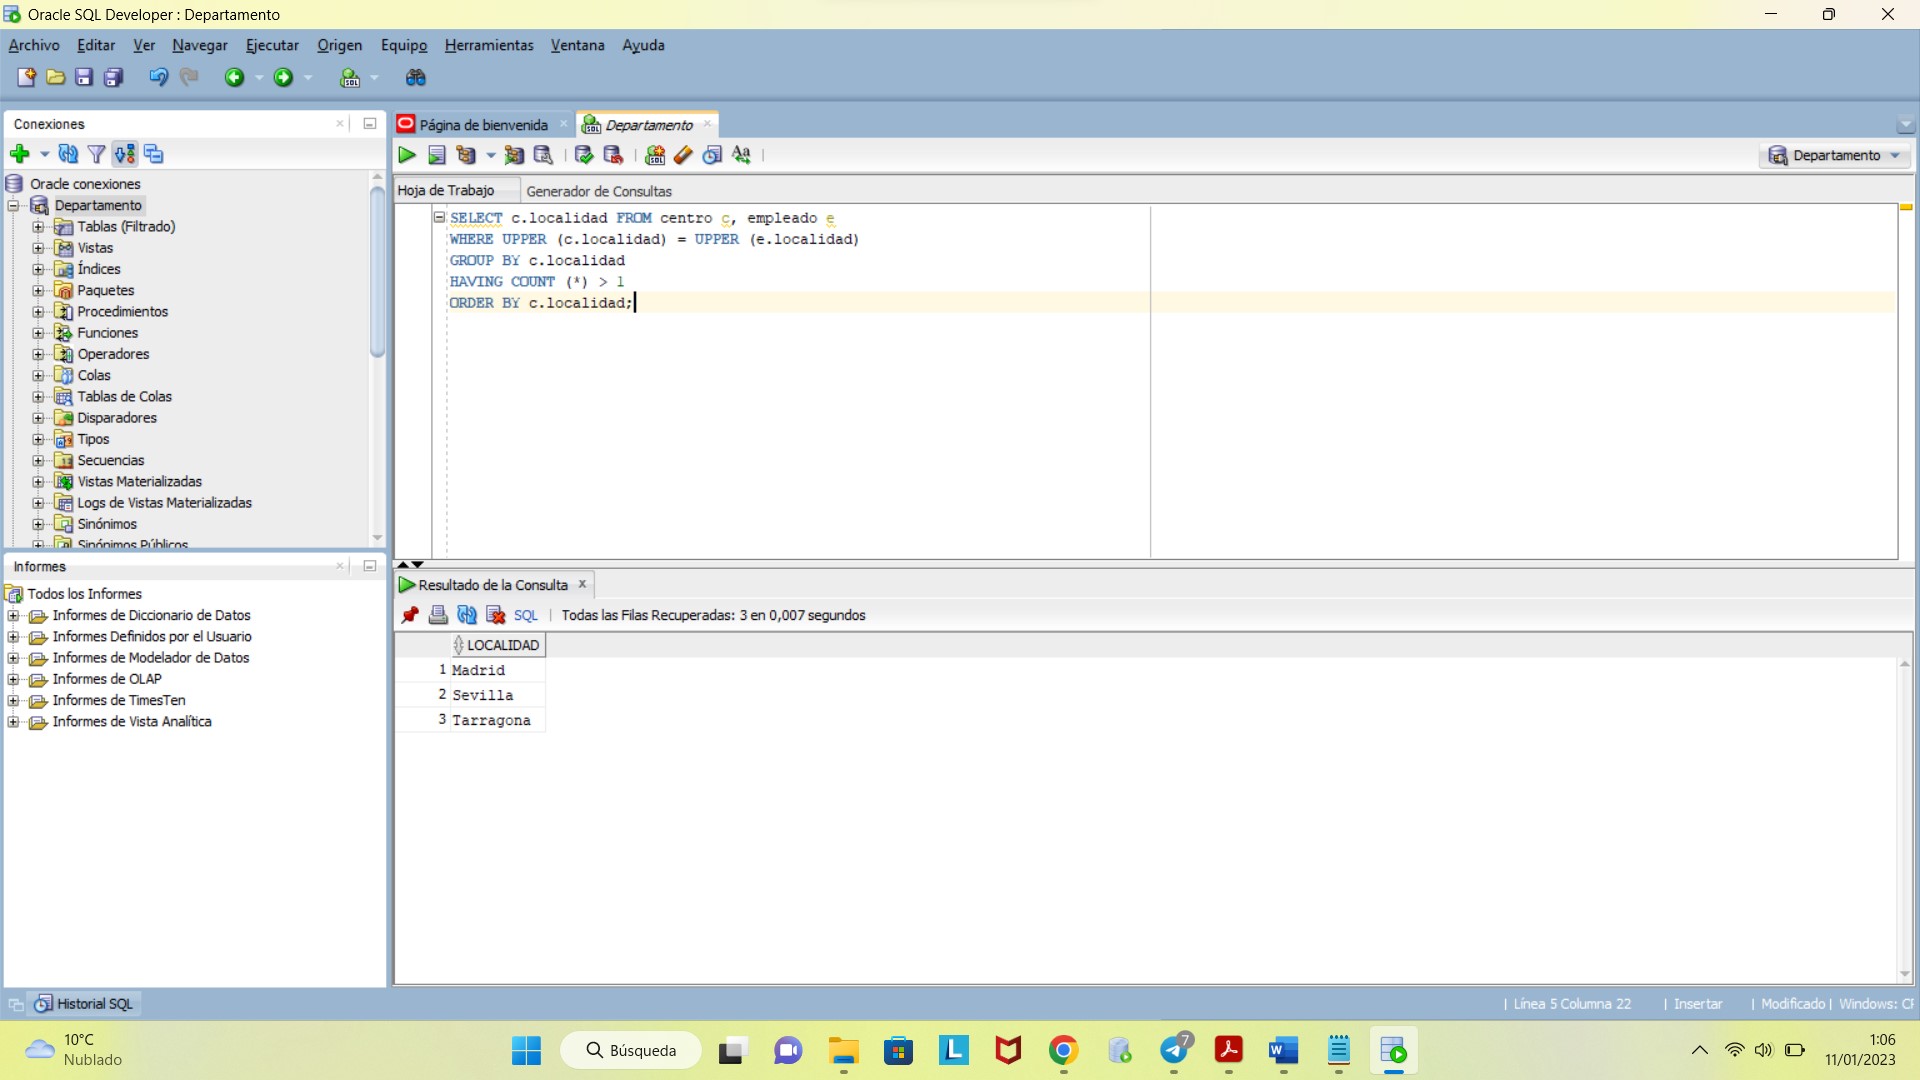 Oracle SQL Developer : Departamento
Archivo Editar Ver Navegar Ejecutar Origen Equipo Herramientas Ventana Ayuda
Conexiones
Oracle conexiones
Departamento
Tablas (Filtrado)
Vistas
Índices
Paquetes
Procedimientos
Funciones
Operadores
Colas
Tablas de Colas
Disparadores
Tipos
Secuencias
Vistas Materializadas
Logs de Vistas Materializadas
Sinónimos
Sinónimos Públicos
Informes
Todos los Informes
Informes de Diccionario de Datos
Informes Definidos por el Usuario
Informes de Modelador de Datos
Informes de OLAP
Informes de TimesTen
Informes de Vista Analítica
Página de bienvenida
Departamento
Departamento
Hoja de Trabajo
Generador de Consultas
SELECT c.localidad FROM centro c, empleado e
WHERE UPPER (c.localidad) = UPPER (e.localidad)
GROUP BY c.localidad
HAVING COUNT (*) > 1
ORDER BY c.localidad;
Resultado de la Consulta
SQL | Todas las Filas Recuperadas: 3 en 0,007 segundos
LOCALIDAD
1 Madrid
2 Sevilla
3 Tarragona
Historial SQL
| Línea 5 Columna 22 | Insertar | Modificado | Windows: CF
10°C
Nublado
Búsqueda
7
1:06
11/01/2023